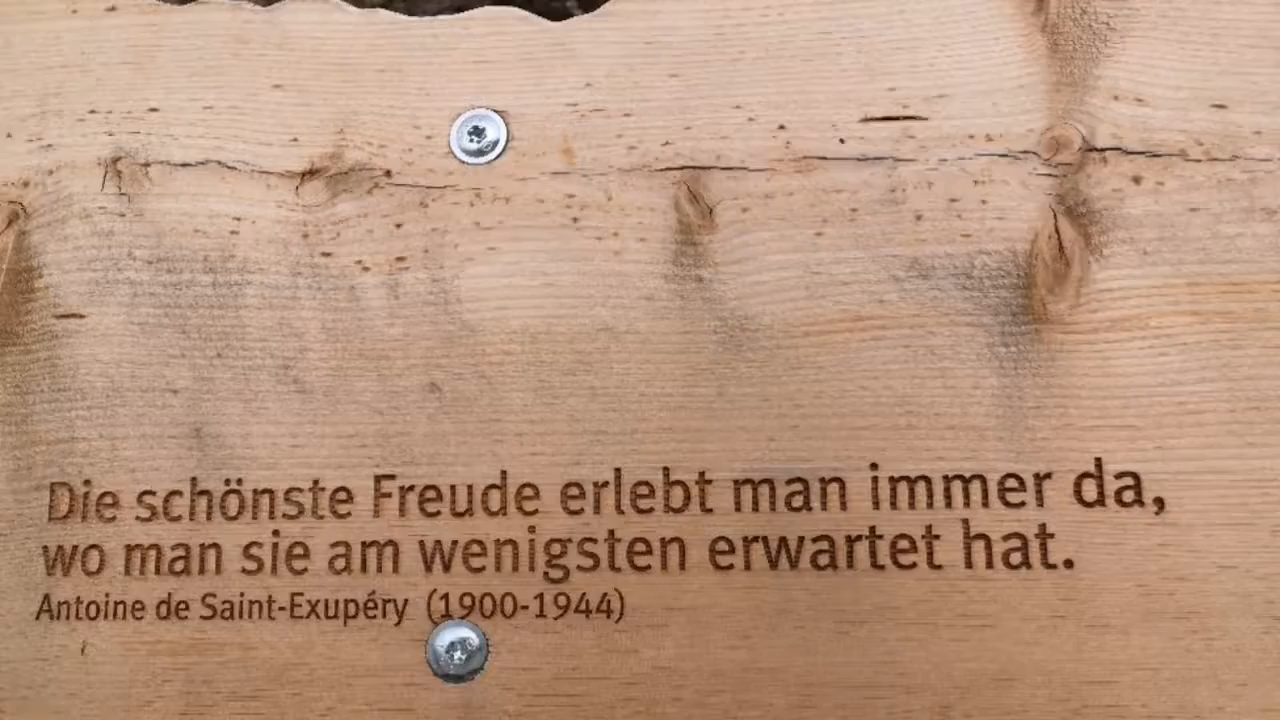 Die schönste Freude erlebt man immer da,
wo man sie am wenigsten erwartet hat.
Antoine de Saint-Exupéry (1900-1944)